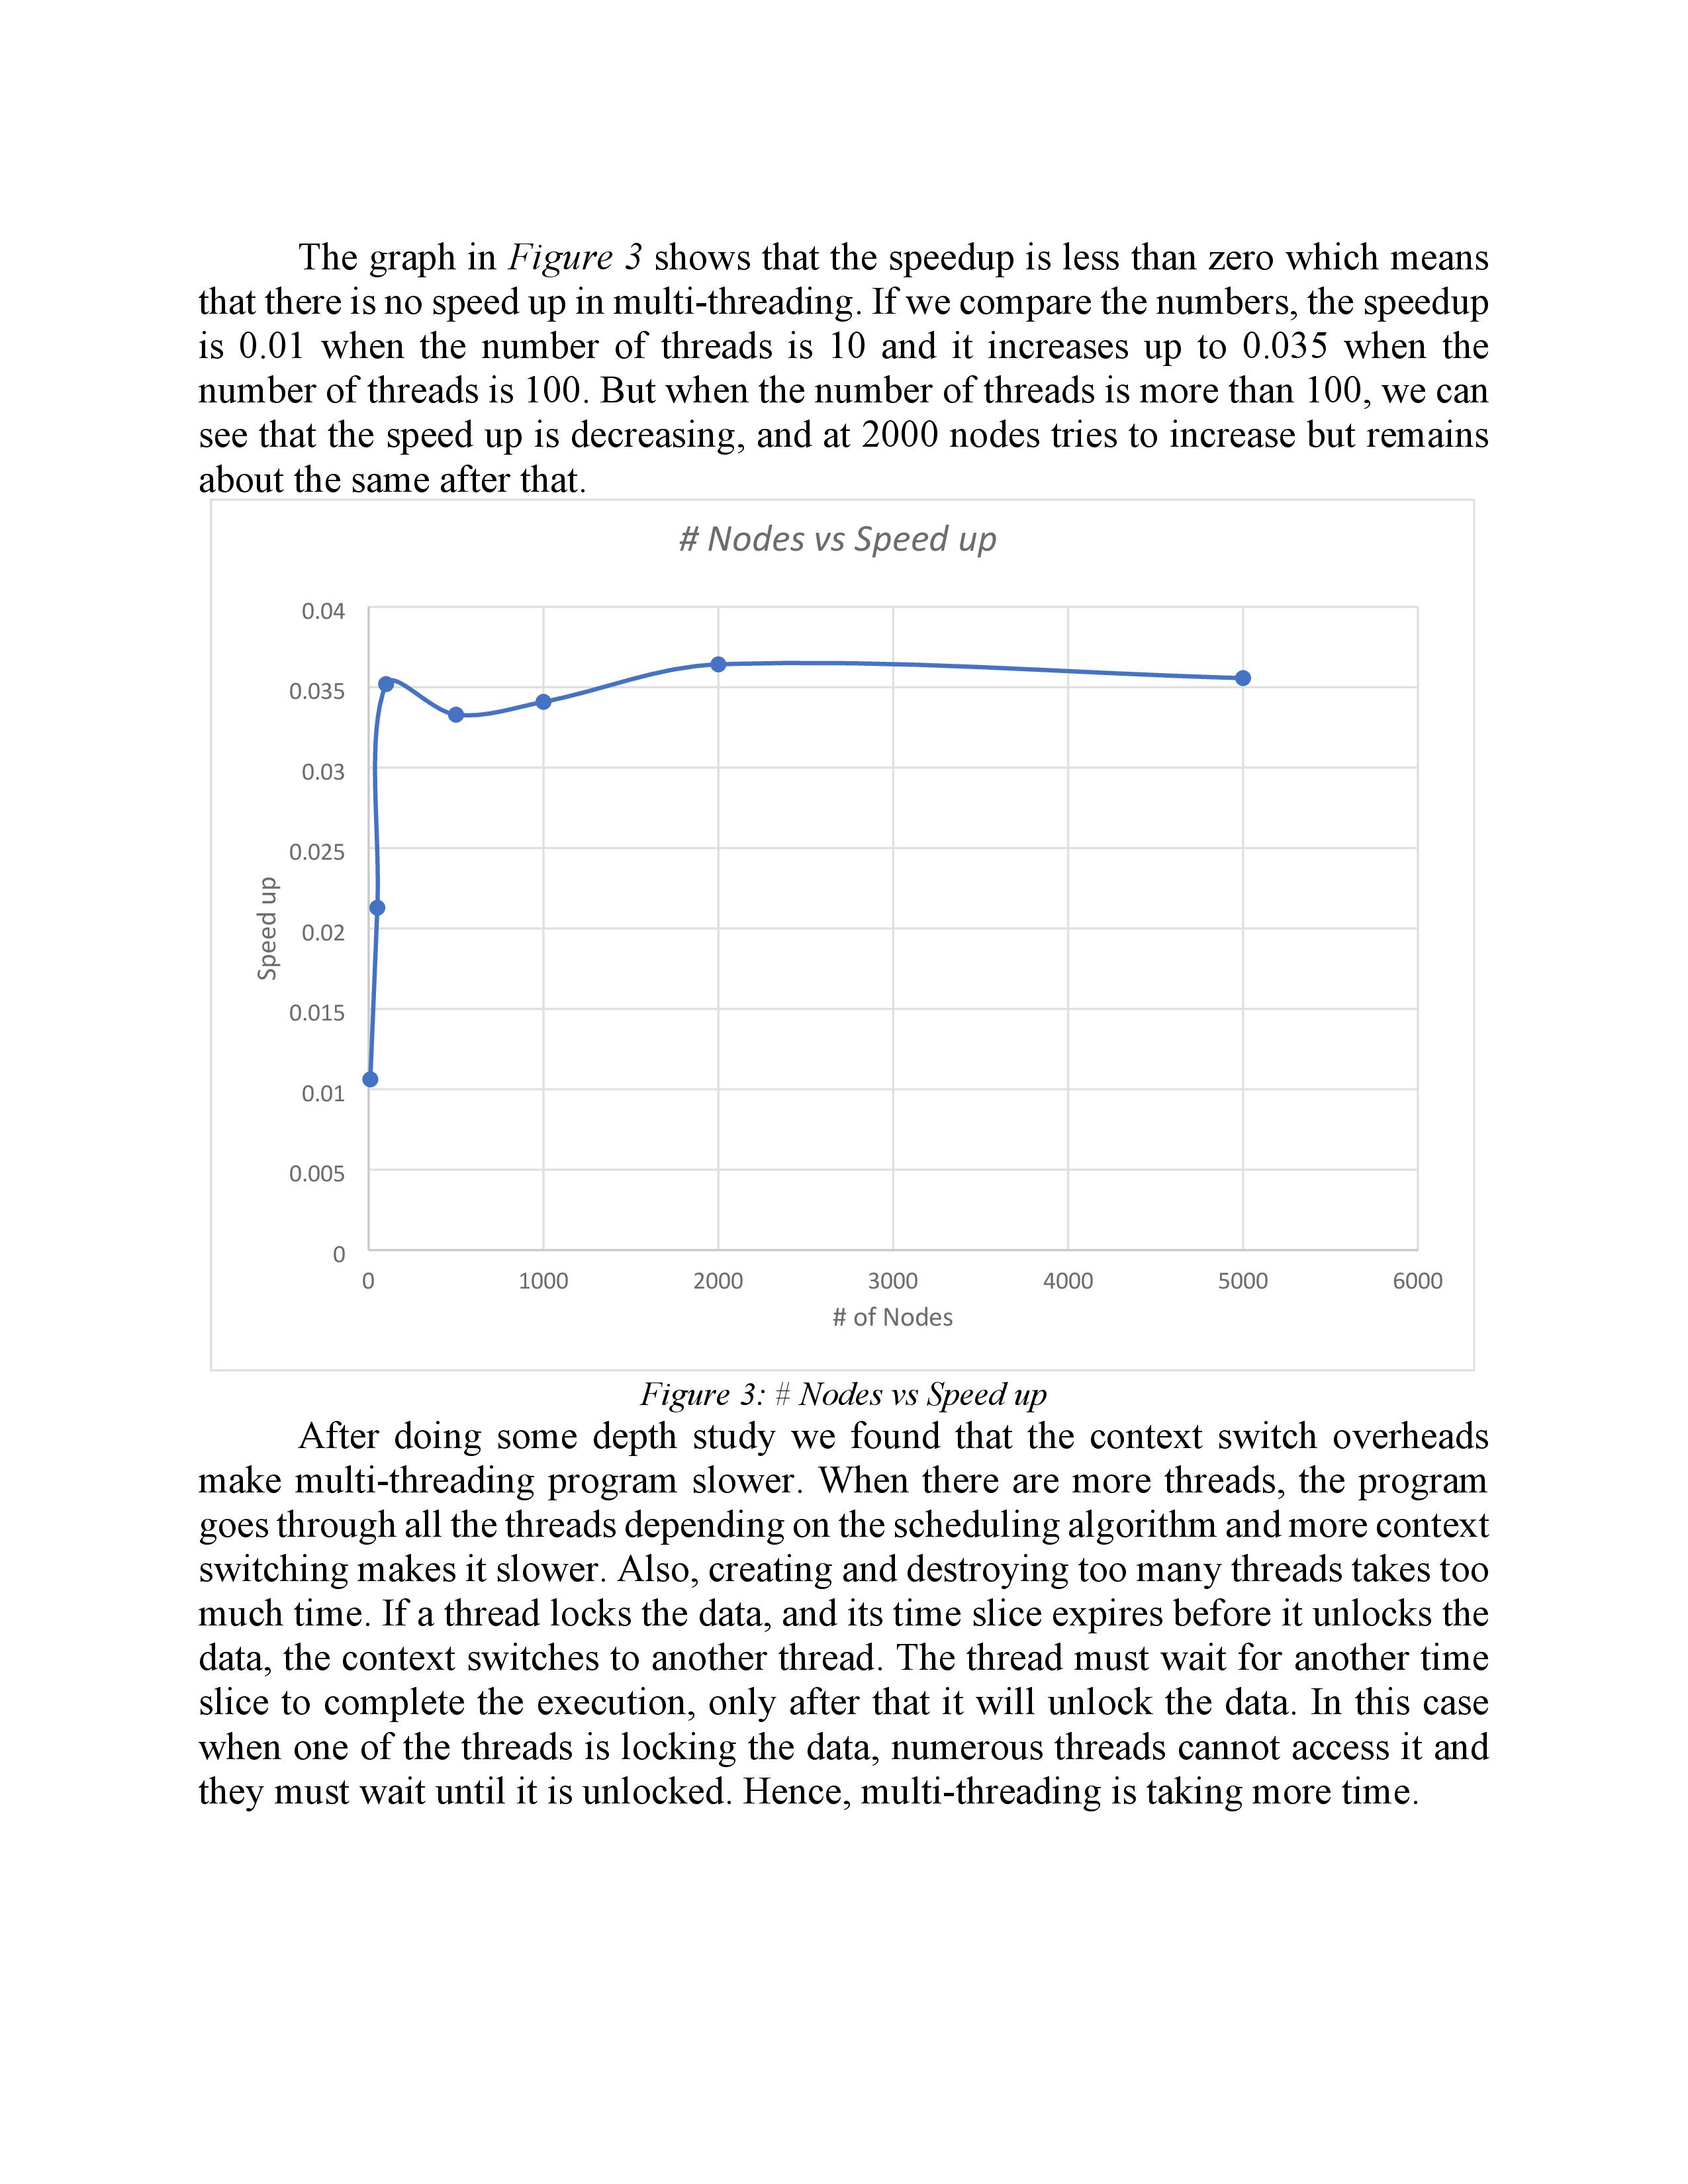 The graph in Figure 3 shows that the speedup is less than zero which means
that there is no speed up in multi-threading. If we compare the numbers, the speedup
is 0.01 when the number of threads is 10 and it increases up to 0.035 when the
number of threads is 100. But when the number of threads is more than 100, we can
see that the speed up is decreasing, and at 2000 nodes tries to increase but remains
about the same after that.
# Nodes vs Speed up
0.04
0.035
0.03
0.025
0.02
0.015
0.01
0.005
0
Speed up
0 1000 2000 3000 4000 5000 6000
# of Nodes
Figure 3: # Nodes vs Speed up
After doing some depth study we found that the context switch overheads
make multi-threading program slower. When there are more threads, the program
goes through all the threads depending on the scheduling algorithm and more context
switching makes it slower. Also, creating and destroying too many threads takes too
much time. If a thread locks the data, and its time slice expires before it unlocks the
data, the context switches to another thread. The thread must wait for another time
slice to complete the execution, only after that it will unlock the data. In this case
when one of the threads is locking the data, numerous threads cannot access it and
they must wait until it is unlocked. Hence, multi-threading is taking more time.